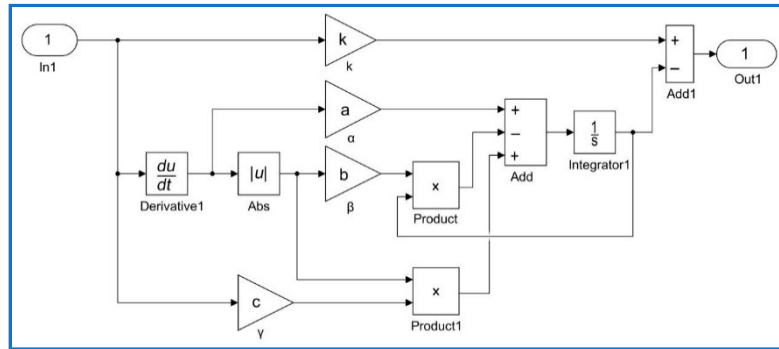 1
In1
k
k
+
−
Add1
1
Out1
a
α
+
−
+
Add
1
s
Integrator1
du
dt
Derivative1
|u|
Abs
b
β
×
Product
c
γ
×
Product1